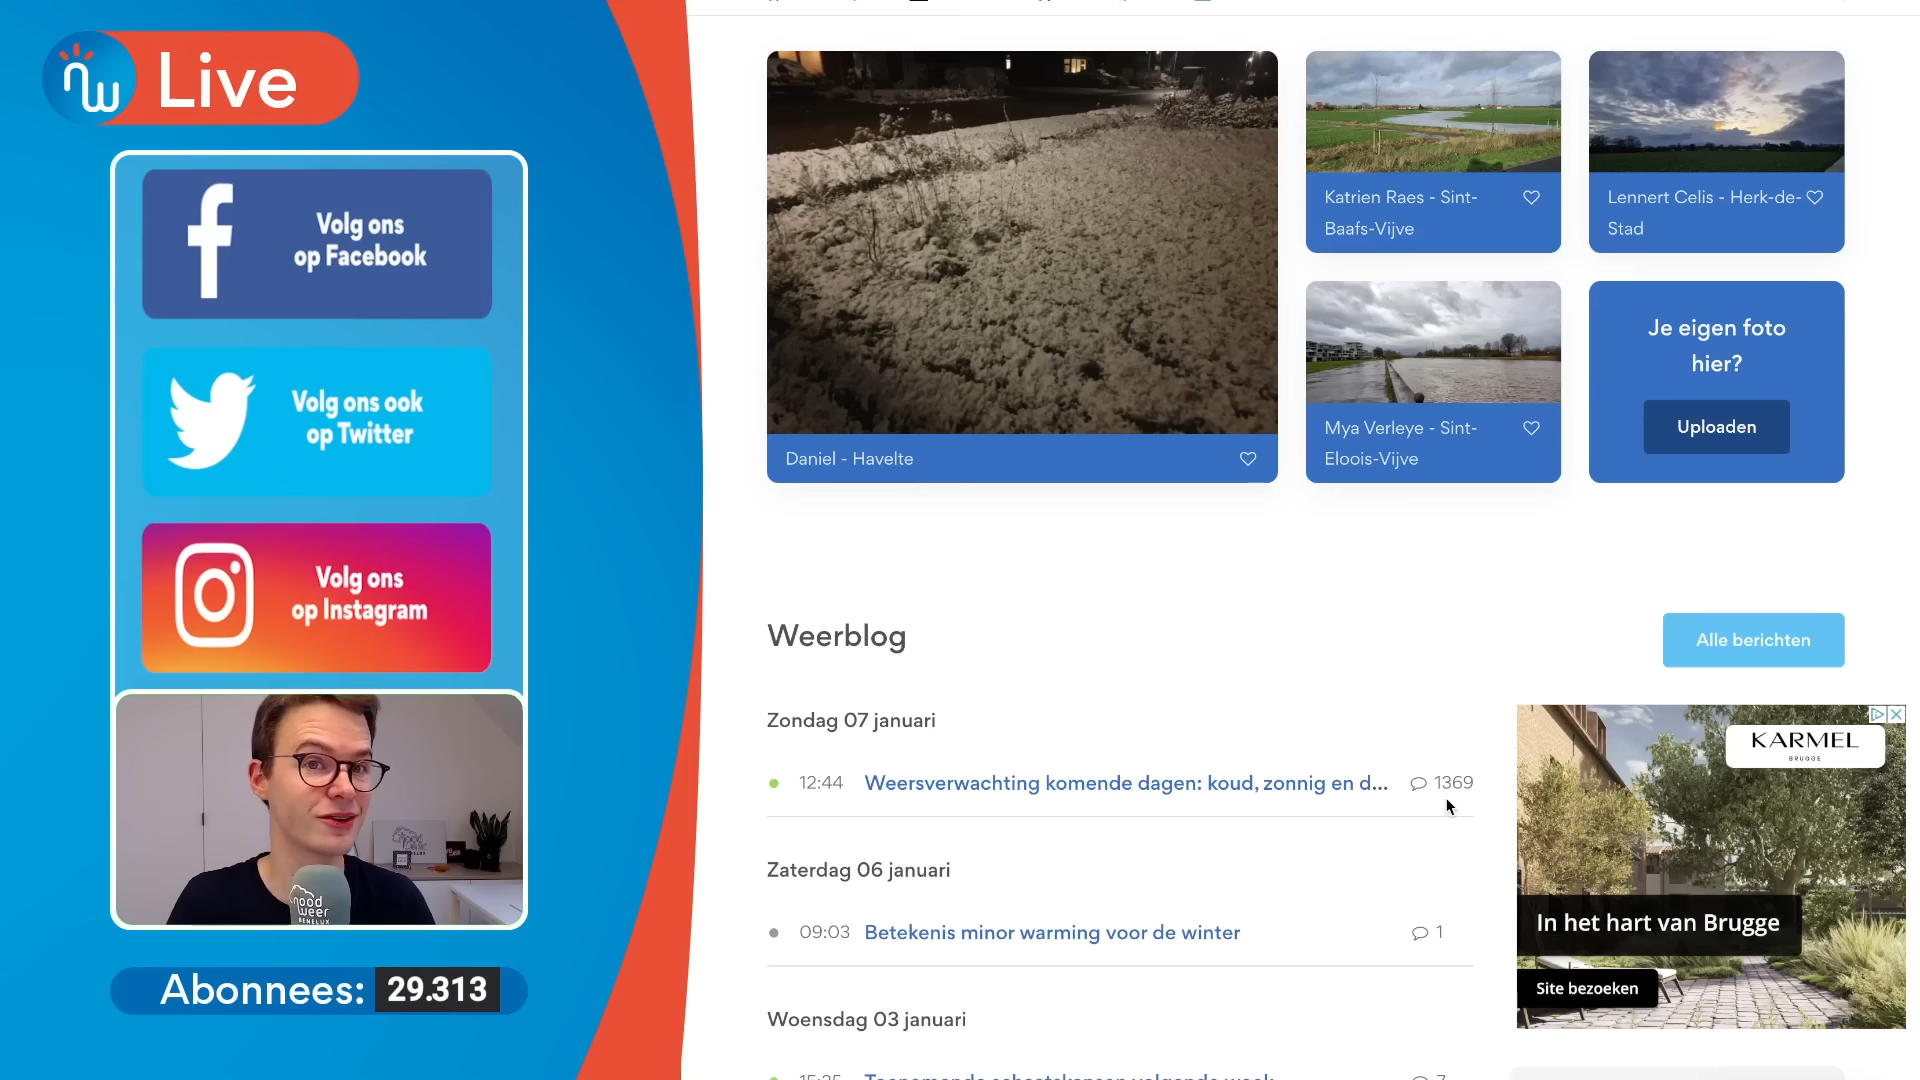 nw Live
Volg ons
op Facebook
Volg ons ook
op Twitter
Volg ons
op Instagram
nood
weer
BENELUX
Abonnees: 29.313
Daniel - Havelte
Katrien Raes - Sint-
Baafs-Vijve
Lennert Celis - Herk-de-
Stad
Mya Verleye - Sint-
Eloois-Vijve
Je eigen foto
hier?
Uploaden
Weerblog
Alle berichten
Zondag 07 januari
12:44 Weersverwachting komende dagen: koud, zonnig en d... 1369
Zaterdag 06 januari
09:03 Betekenis minor warming voor de winter 1
Woensdag 03 januari
KARMEL
BRUGGE
In het hart van Brugge
Site bezoeken